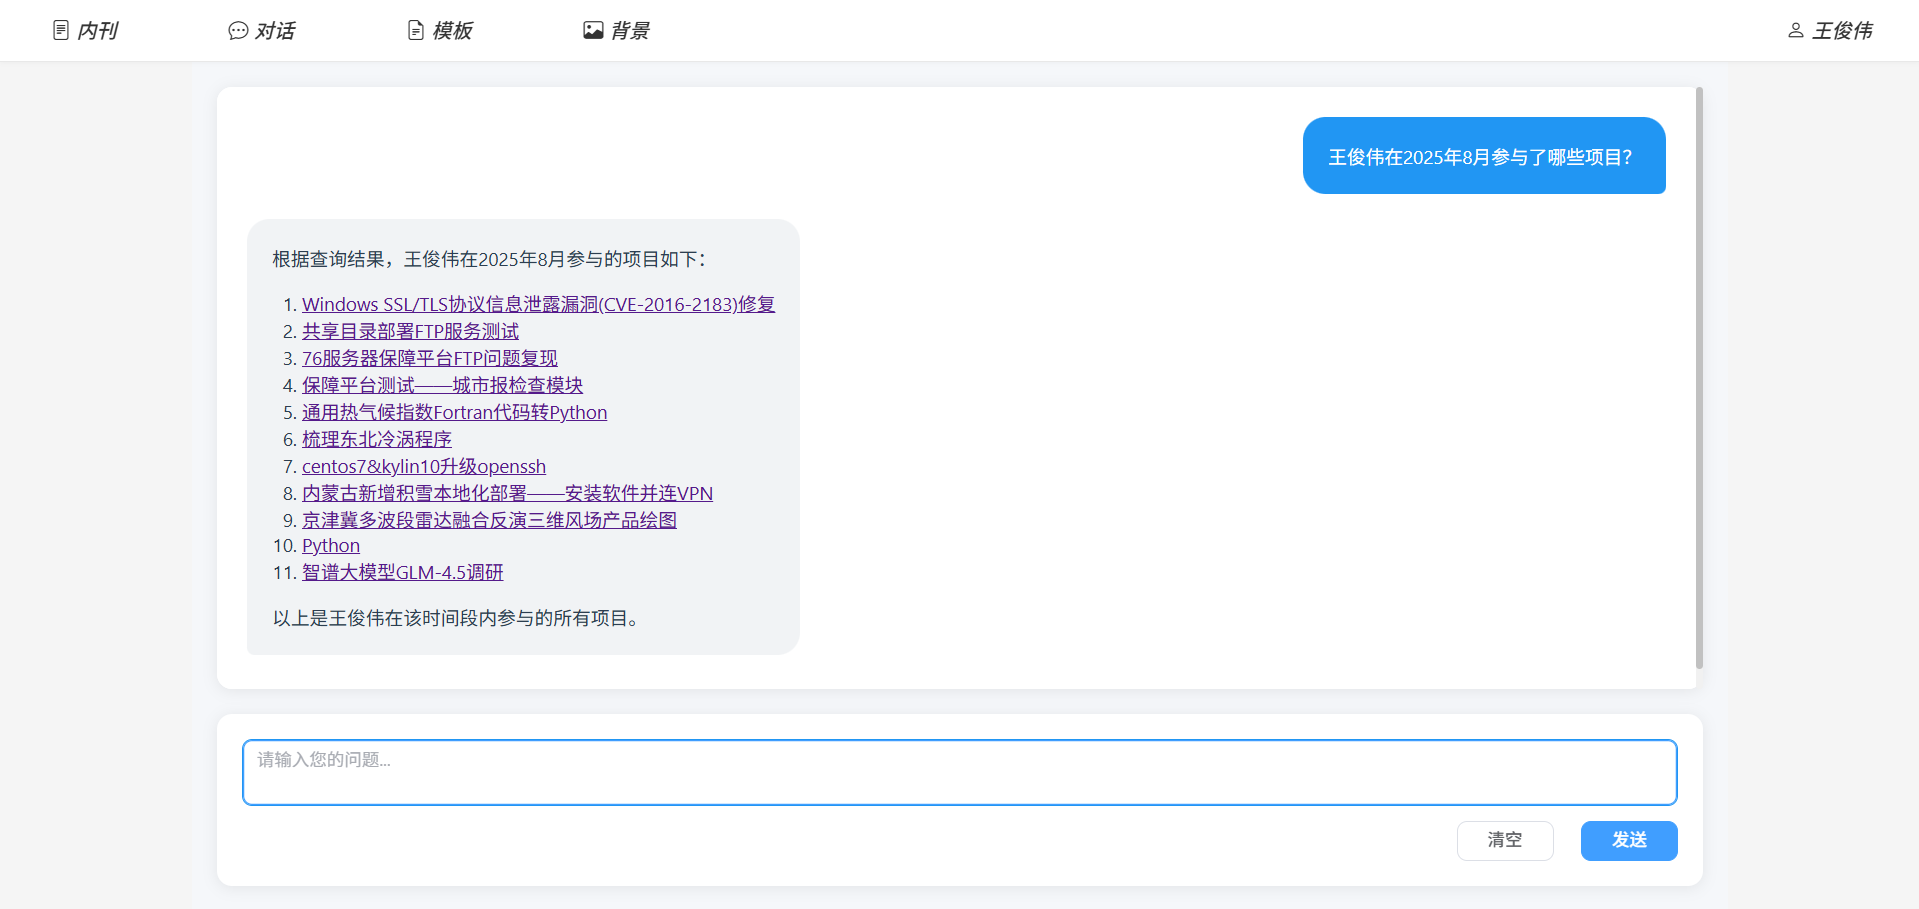 内刊
对话
模板
背景
王俊伟
王俊伟在2025年8月参与了哪些项目?
根据查询结果，王俊伟在2025年8月参与的项目如下：
1. Windows SSL/TLS协议信息泄露漏洞(CVE-2016-2183)修复
2. 共享目录部署FTP服务测试
3. 76服务器保障平台FTP问题复现
4. 保障平台测试——城市报检查模块
5. 通用热气候指数Fortran代码转Python
6. 梳理东北冷涡程序
7. centos7&kylin10升级openssh
8. 内蒙古新增积雪本地化部署——安装软件并连VPN
9. 京津冀多波段雷达融合反演三维风场产品绘图
10. Python
11. 智谱大模型GLM-4.5调研
以上是王俊伟在该时间段内参与的所有项目。
请输入您的问题...
清空
发送